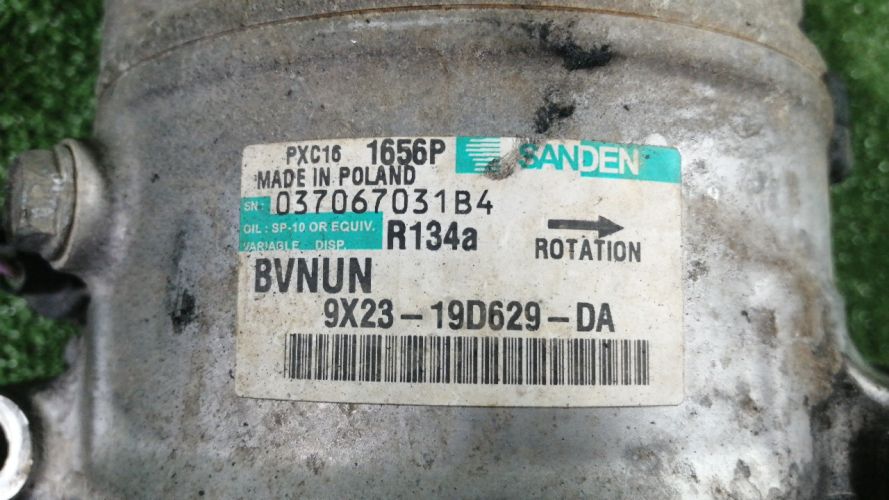 PXC16 1656P SANDEN
MADE IN POLAND
SN: 037067031B4
OIL: SP-10 OR EQUIV.
VARIAGLE DISP. R134a
ROTATION
BVNUN
9X23-19D629-DA